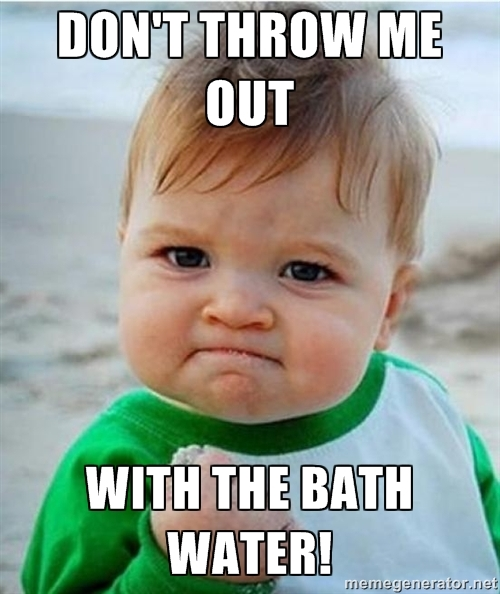 DON'T THROW ME
OUT
WITH THE BATH
WATER!
memegenerator.net